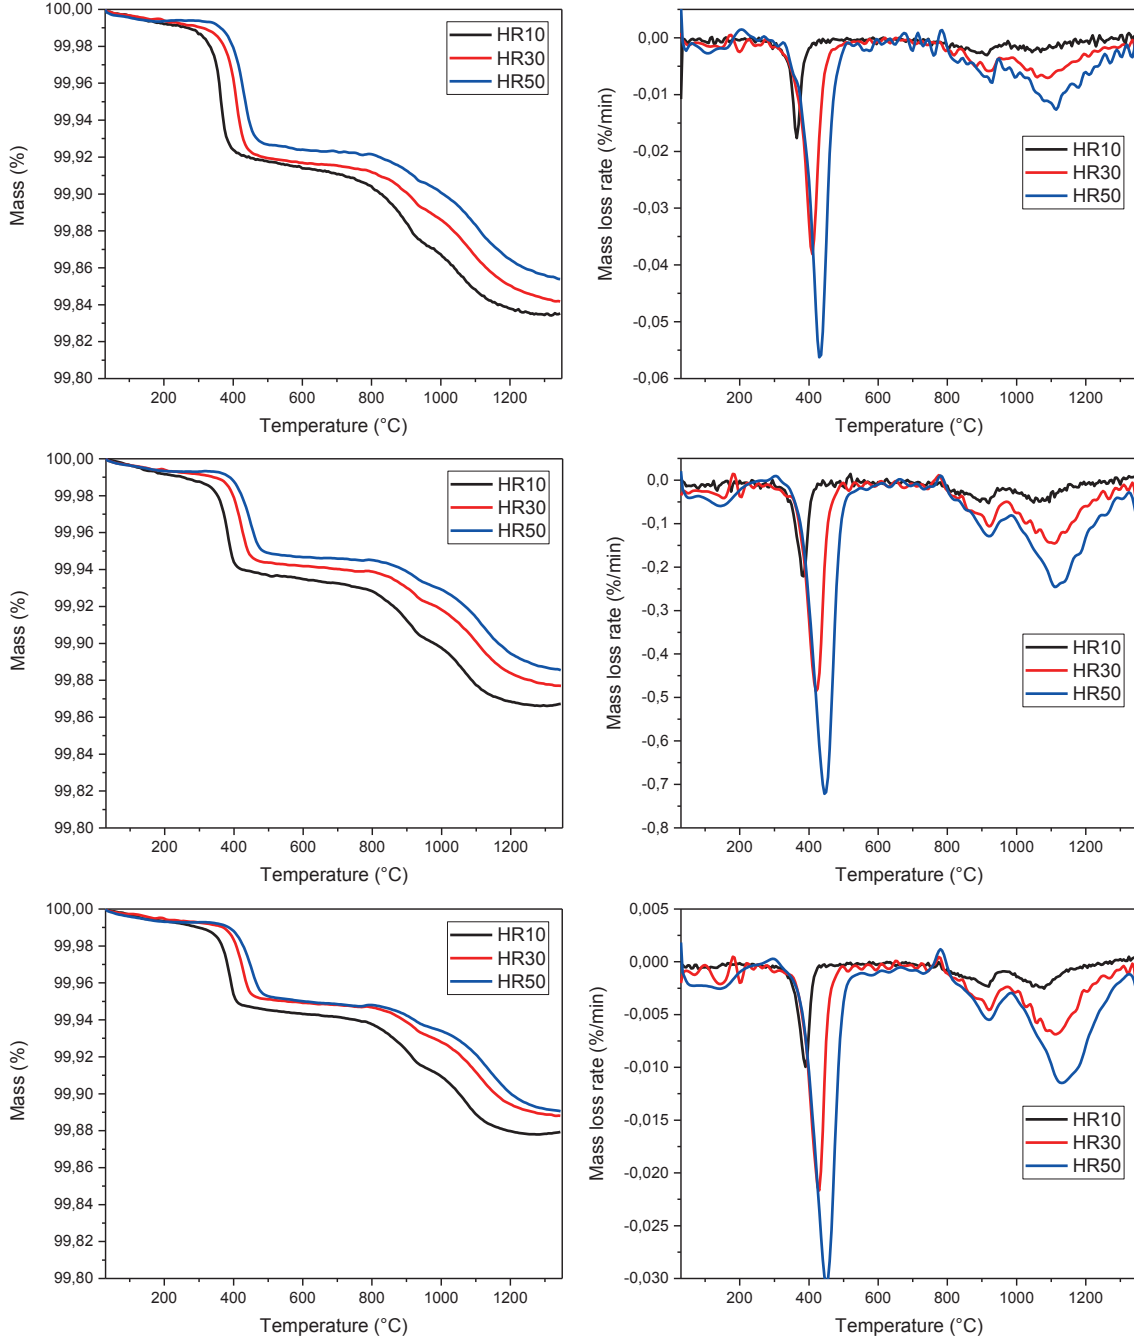 100,00
99,98
99,96
99,94
99,92
99,90
99,88
99,86
99,84
99,82
99,80
Mass (%)
200 400 600 800 1000 1200
Temperature (°C)
HR10
HR30
HR50
0,00
-0,01
-0,02
-0,03
-0,04
-0,05
-0,06
Mass loss rate (%/min)
200 400 600 800 1000 1200
Temperature (°C)
HR10
HR30
HR50
100,00
99,98
99,96
99,94
99,92
99,90
99,88
99,86
99,84
99,82
99,80
Mass (%)
200 400 600 800 1000 1200
Temperature (°C)
HR10
HR30
HR50
0,0
-0,1
-0,2
-0,3
-0,4
-0,5
-0,6
-0,7
-0,8
Mass loss rate (%/min)
200 400 600 800 1000 1200
Temperature (°C)
HR10
HR30
HR50
100,00
99,98
99,96
99,94
99,92
99,90
99,88
99,86
99,84
99,82
99,80
Mass (%)
200 400 600 800 1000 1200
Temperature (°C)
HR10
HR30
HR50
0,005
0,000
-0,005
-0,010
-0,015
-0,020
-0,025
-0,030
Mass loss rate (%/min)
200 400 600 800 1000 1200
Temperature (°C)
HR10
HR30
HR50